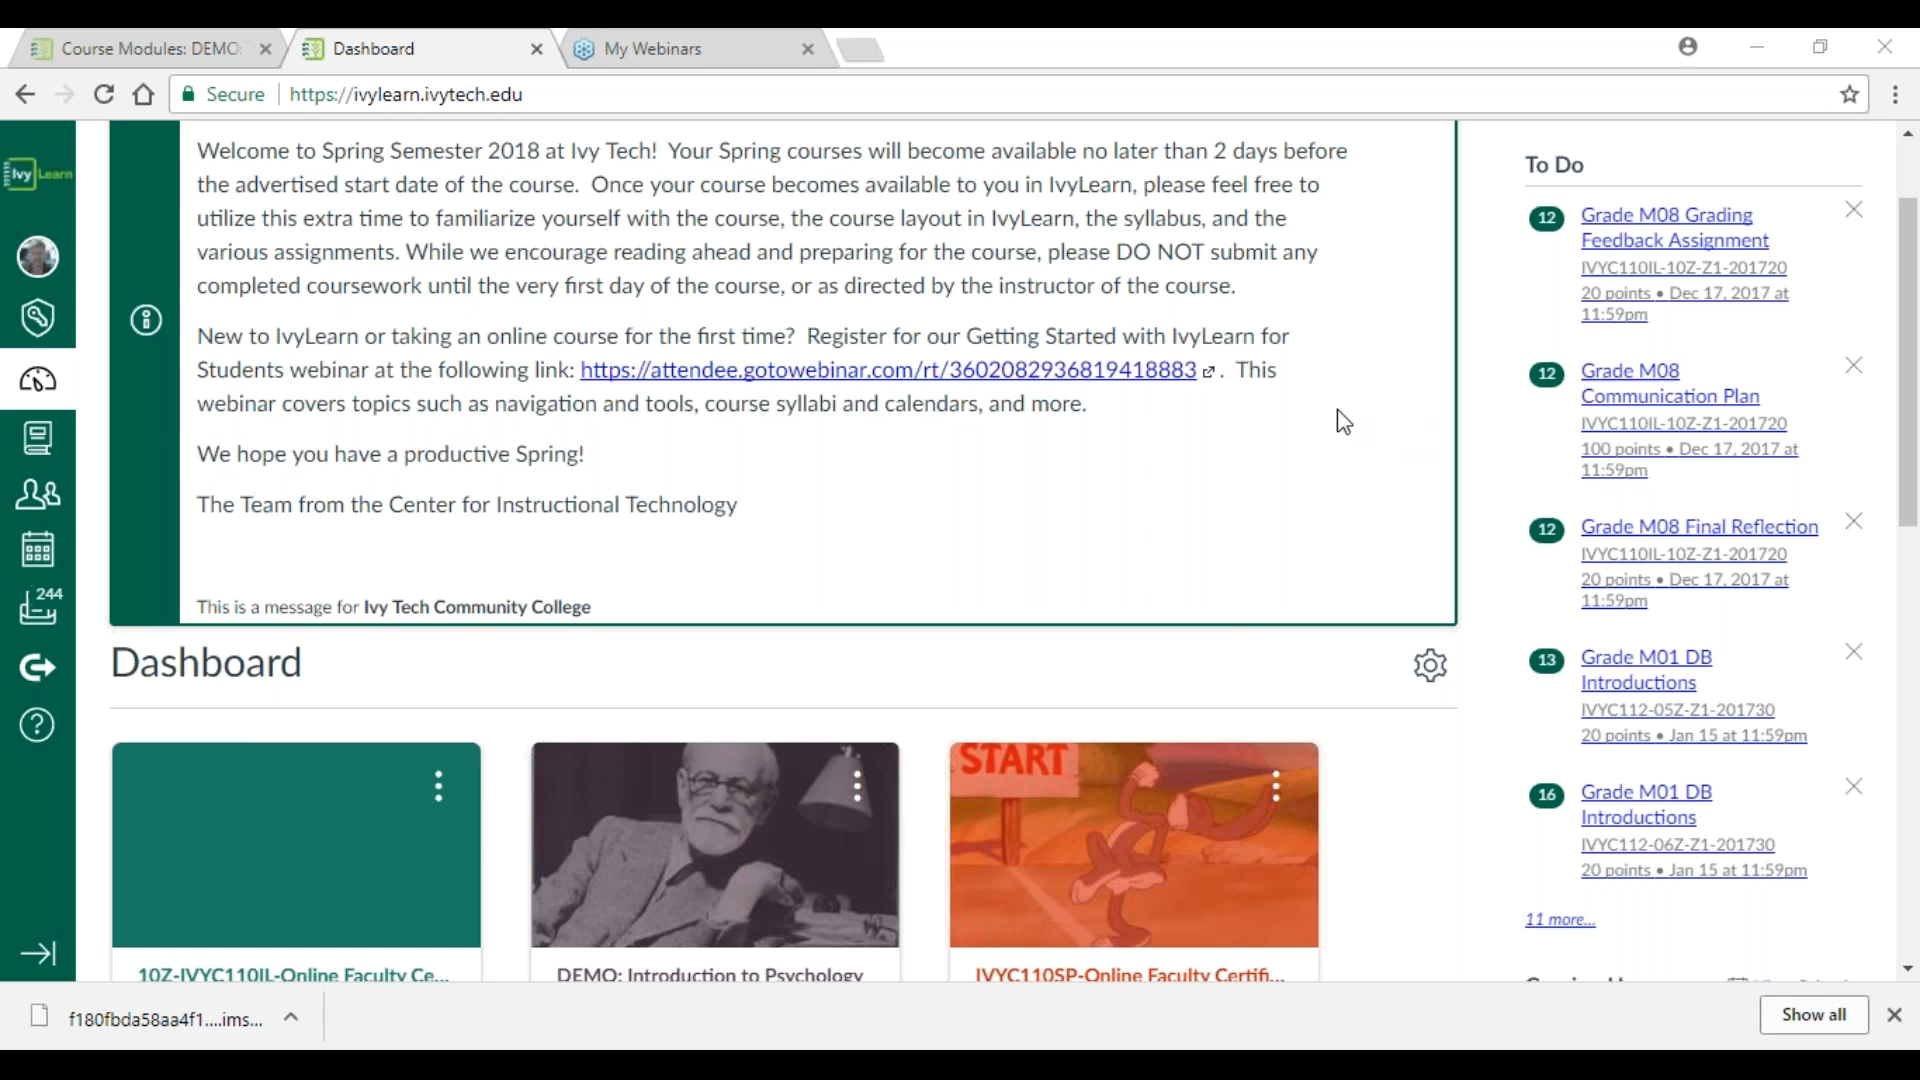 Course Modules: DEMO:
Dashboard
My Webinars
Secure
https://ivylearn.ivytech.edu
Ivy Learn
244
Welcome to Spring Semester 2018 at Ivy Tech!  Your Spring courses will become available no later than 2 days before
the advertised start date of the course.  Once your course becomes available to you in IvyLearn, please feel free to
utilize this extra time to familiarize yourself with the course, the course layout in IvyLearn, the syllabus, and the
various assignments. While we encourage reading ahead and preparing for the course, please DO NOT submit any
completed coursework until the very first day of the course, or as directed by the instructor of the course.
New to IvyLearn or taking an online course for the first time?  Register for our Getting Started with IvyLearn for
Students webinar at the following link: https://attendee.gotowebinar.com/rt/3602082936819418883 .  This
webinar covers topics such as navigation and tools, course syllabi and calendars, and more.
We hope you have a productive Spring!
The Team from the Center for Instructional Technology
This is a message for Ivy Tech Community College
Dashboard
START
10Z-IVYC110IL-Online Faculty Ce...
DEMO: Introduction to Psychology
IVYC110SP-Online Faculty Certifi...
To Do
12
Grade M08 Grading
Feedback Assignment
IVYC110IL-10Z-Z1-201720
20 points • Dec 17, 2017 at
11:59pm
12
Grade M08
Communication Plan
IVYC110IL-10Z-Z1-201720
100 points • Dec 17, 2017 at
11:59pm
12
Grade M08 Final Reflection
IVYC110IL-10Z-Z1-201720
20 points • Dec 17, 2017 at
11:59pm
13
Grade M01 DB
Introductions
IVYC112-05Z-Z1-201730
20 points • Jan 15 at 11:59pm
16
Grade M01 DB
Introductions
IVYC112-06Z-Z1-201730
20 points • Jan 15 at 11:59pm
11 more...
f180fbda58aa4f1....ims...
Show all